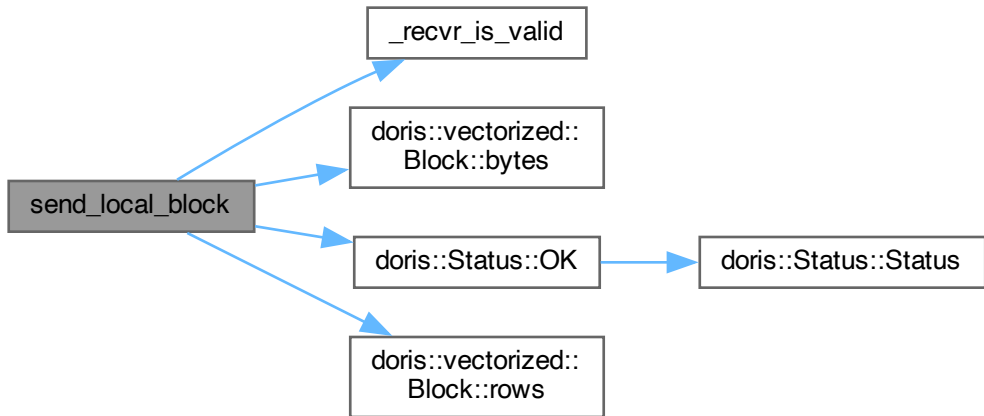 _recvr_is_valid
doris::vectorized::
Block::bytes
send_local_block
doris::Status::OK
doris::Status::Status
doris::vectorized::
Block::rows